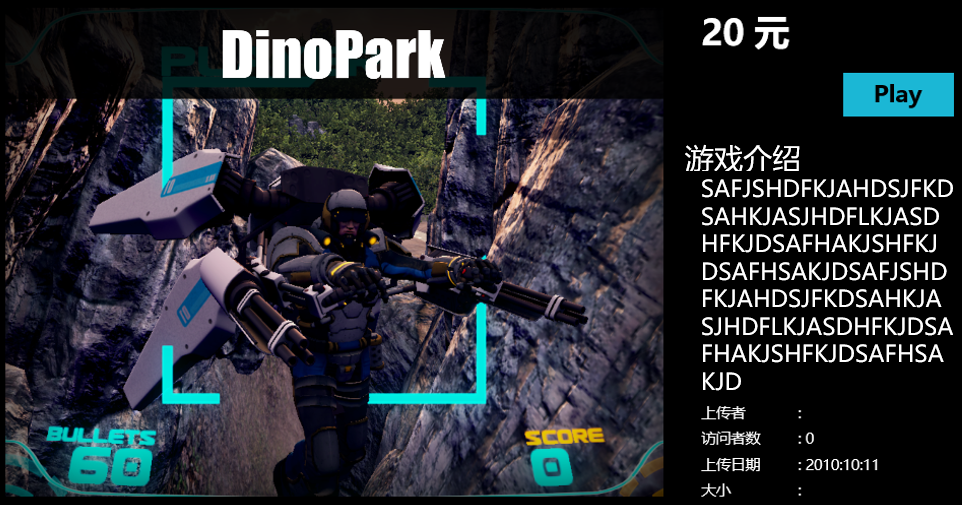 DinoPark
BULLETS
60
SCORE
0
20 元
Play
游戏介绍
SAFJSHDFKJAHDSJFKD
SAHKJASJHDFLKJASD
HFKJDSAFHAKJSHFKJ
DSAFHSAKJDSAFJSHD
FKJAHDSJFKDSAHKJA
SJHDFLKJASDHFKJDSA
FHAKJSHFKJDSAFHSA
KJD
上传者 :
访问者数 : 0
上传日期 : 2010:10:11
大小 :